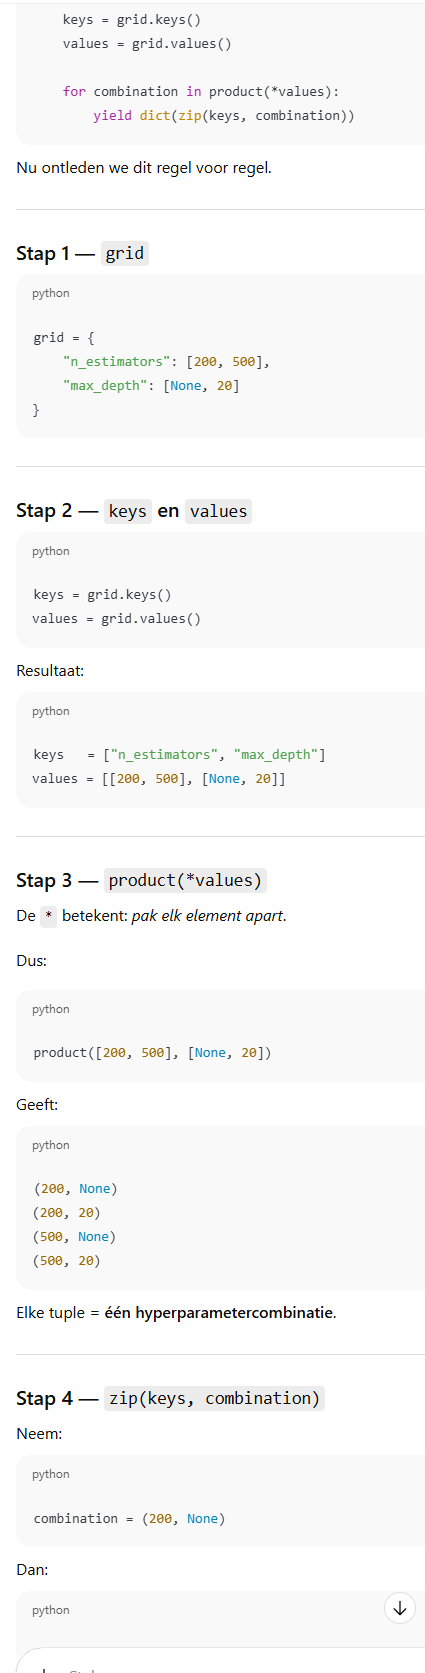 keys = grid.keys()
values = grid.values()
for combination in product(*values):
yield dict(zip(keys, combination))
Nu ontleden we dit regel voor regel.
Stap 1 — grid
python
grid = {
"n_estimators": [200, 500],
"max_depth": [None, 20]
}
Stap 2 — keys en values
python
keys = grid.keys()
values = grid.values()
Resultaat:
python
keys   = ["n_estimators", "max_depth"]
values = [[200, 500], [None, 20]]
Stap 3 — product(*values)
De * betekent: pak elk element apart.
Dus:
python
product([200, 500], [None, 20])
Geeft:
python
(200, None)
(200, 20)
(500, None)
(500, 20)
Elke tuple = één hyperparametercombinatie.
Stap 4 — zip(keys, combination)
Neem:
python
combination = (200, None)
Dan:
python